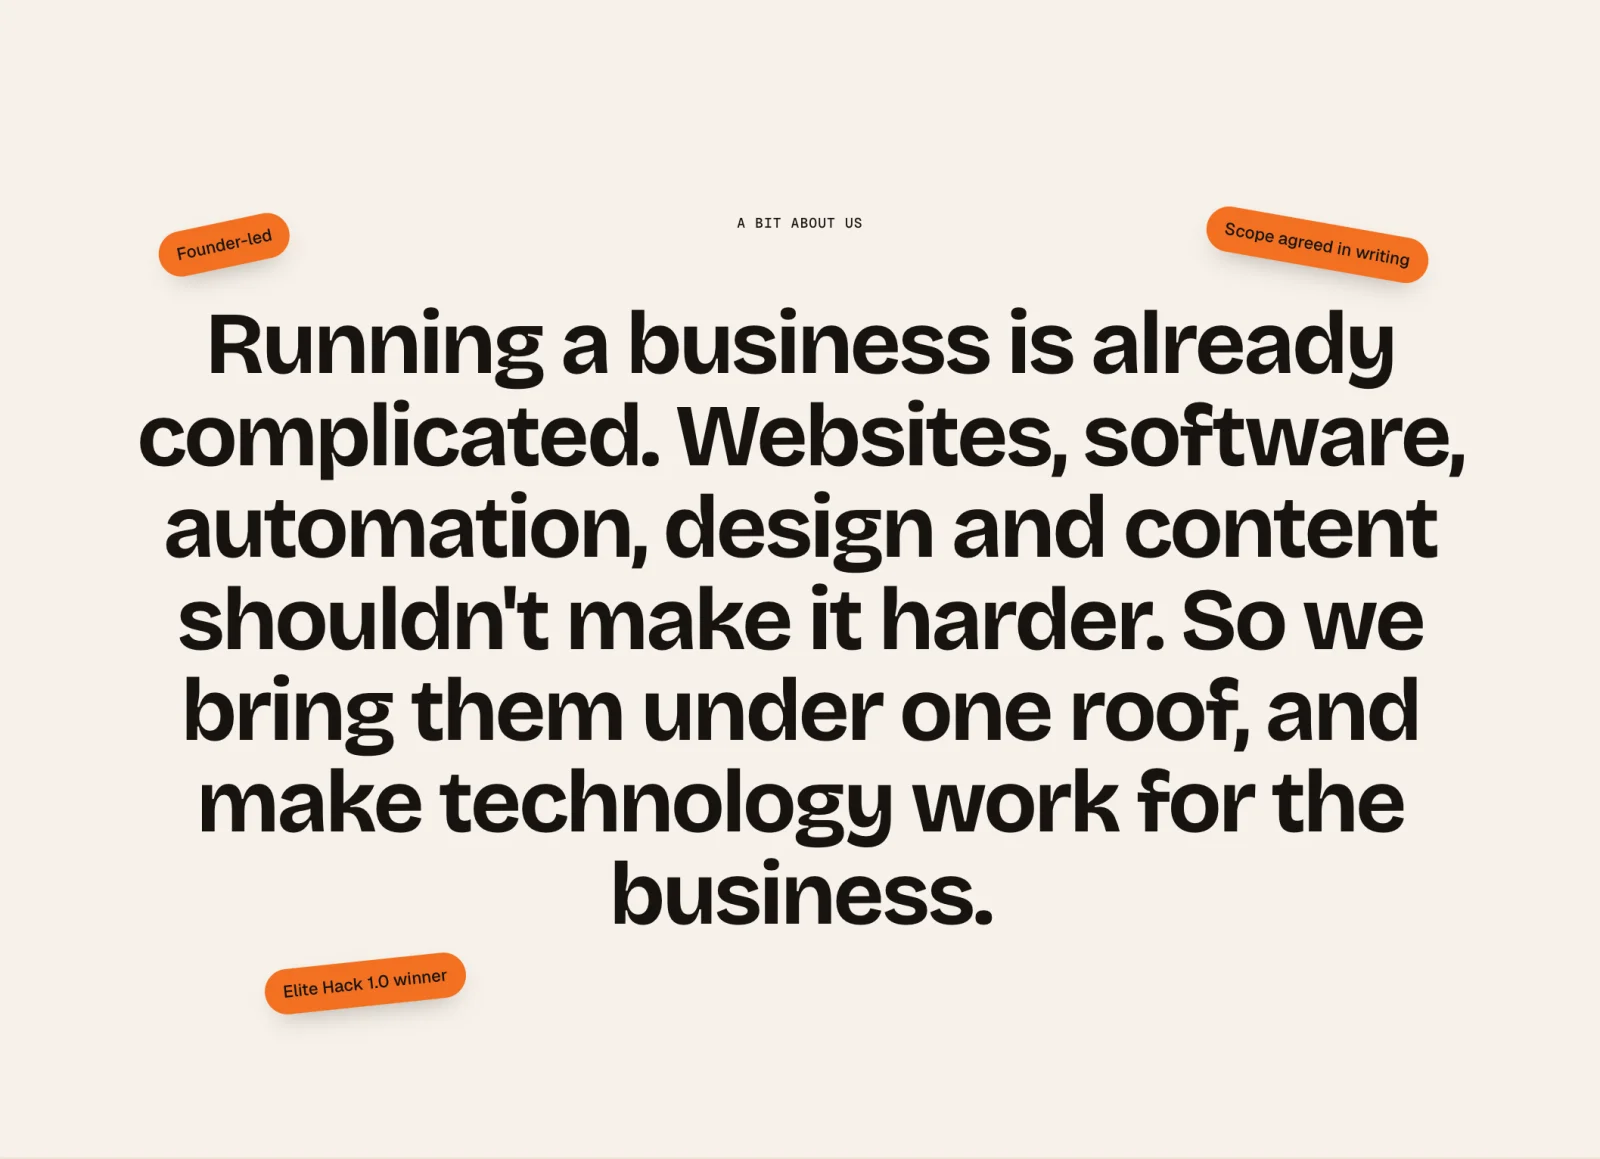 A BIT ABOUT US
Founder-led
Scope agreed in writing
Running a business is already
complicated. Websites, software,
automation, design and content
shouldn't make it harder. So we
bring them under one roof, and
make technology work for the
business.
Elite Hack 1.0 winner